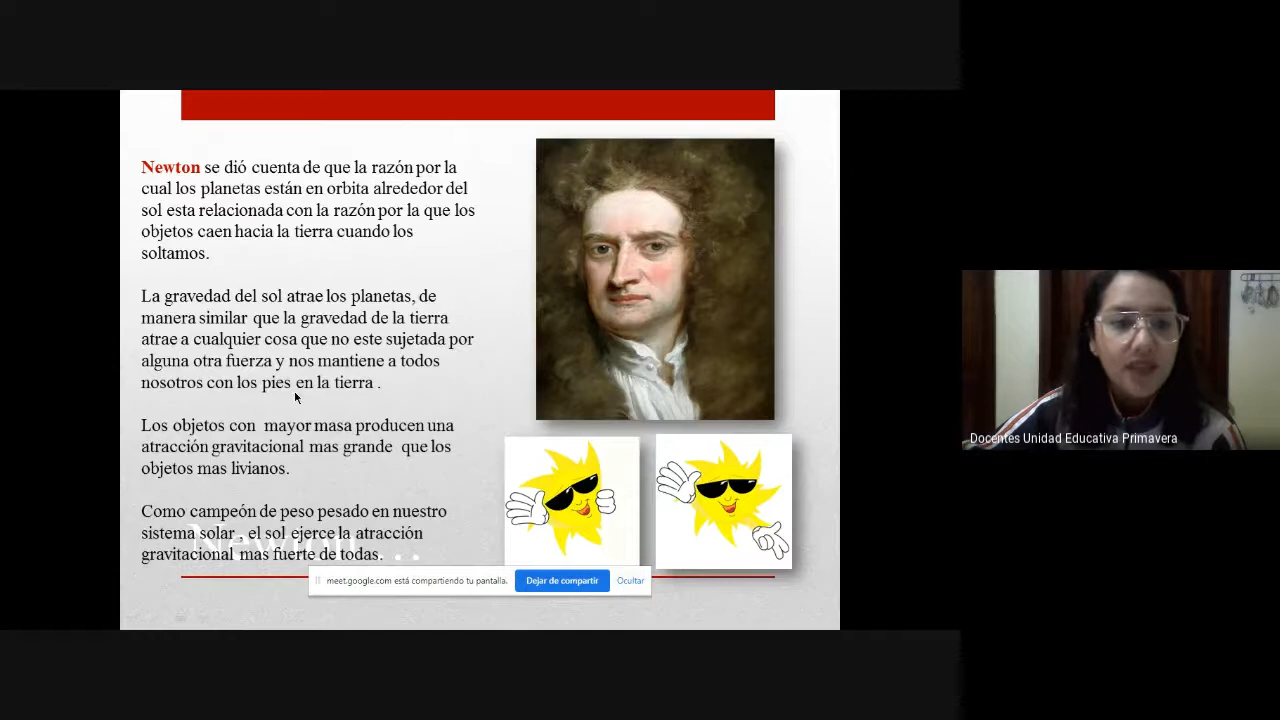 Newton se dió cuenta de que la razón por la
cual los planetas están en orbita alrededor del
sol esta relacionada con la razón por la que los
objetos caen hacia la tierra cuando los
soltamos.
La gravedad del sol atrae los planetas, de
manera similar que la gravedad de la tierra
atrae a cualquier cosa que no este sujetada por
alguna otra fuerza y nos mantiene a todos
nosotros con los pies en la tierra .
Los objetos con mayor masa producen una
atracción gravitacional mas grande que los
objetos mas livianos.
Como campeón de peso pesado en nuestro
sistema solar , el sol ejerce la atracción
gravitacional mas fuerte de todas.
Newton…
meet.google.com está compartiendo tu pantalla.
Dejar de compartir
Ocultar
Docentes Unidad Educativa Primavera